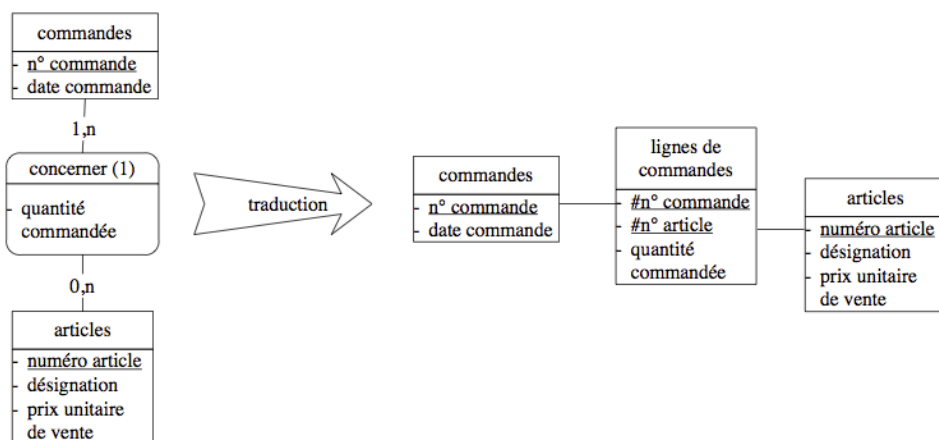 commandes
- n° commande
- date commande
1,n
concerner (1)
- quantité
commandée
0,n
articles
- numéro article
- désignation
- prix unitaire
de vente
traduction
commandes
- n° commande
- date commande
lignes de
commandes
- #n° commande
- #n° article
- quantité
commandée
articles
- numéro article
- désignation
- prix unitaire
de vente